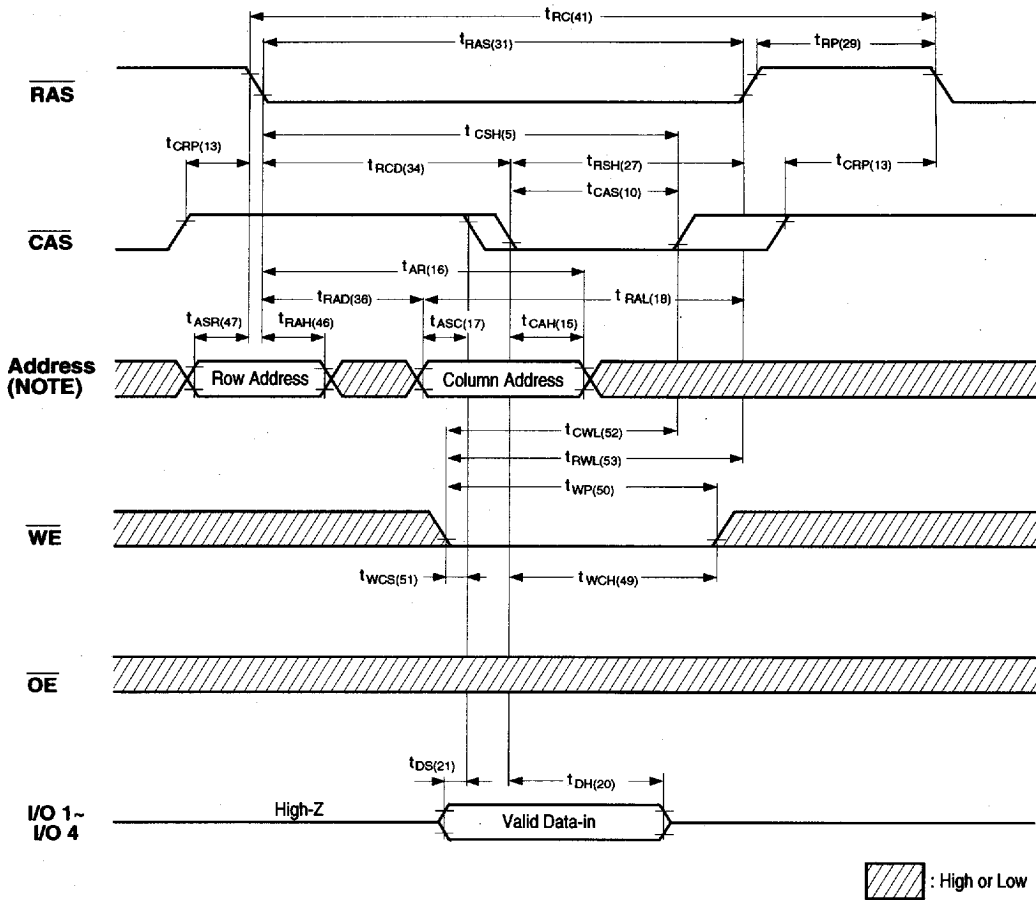 tRC(41)
tRAS(31)
tRP(29)
RAS
tCSH(5)
tCRP(13)
tRCD(34)
tRSH(27)
tCRP(13)
tCAS(10)
CAS
tAR(16)
tRAD(36)
tRAL(18)
tASR(47)
tRAH(46)
tASC(17)
tCAH(15)
Address
(NOTE)
Row Address
Column Address
tCWL(52)
tRWL(53)
tWP(50)
WE
tWCS(51)
tWCH(49)
OE
tDS(21)
tDH(20)
I/O 1~
I/O 4
High-Z
Valid Data-in
: High or Low